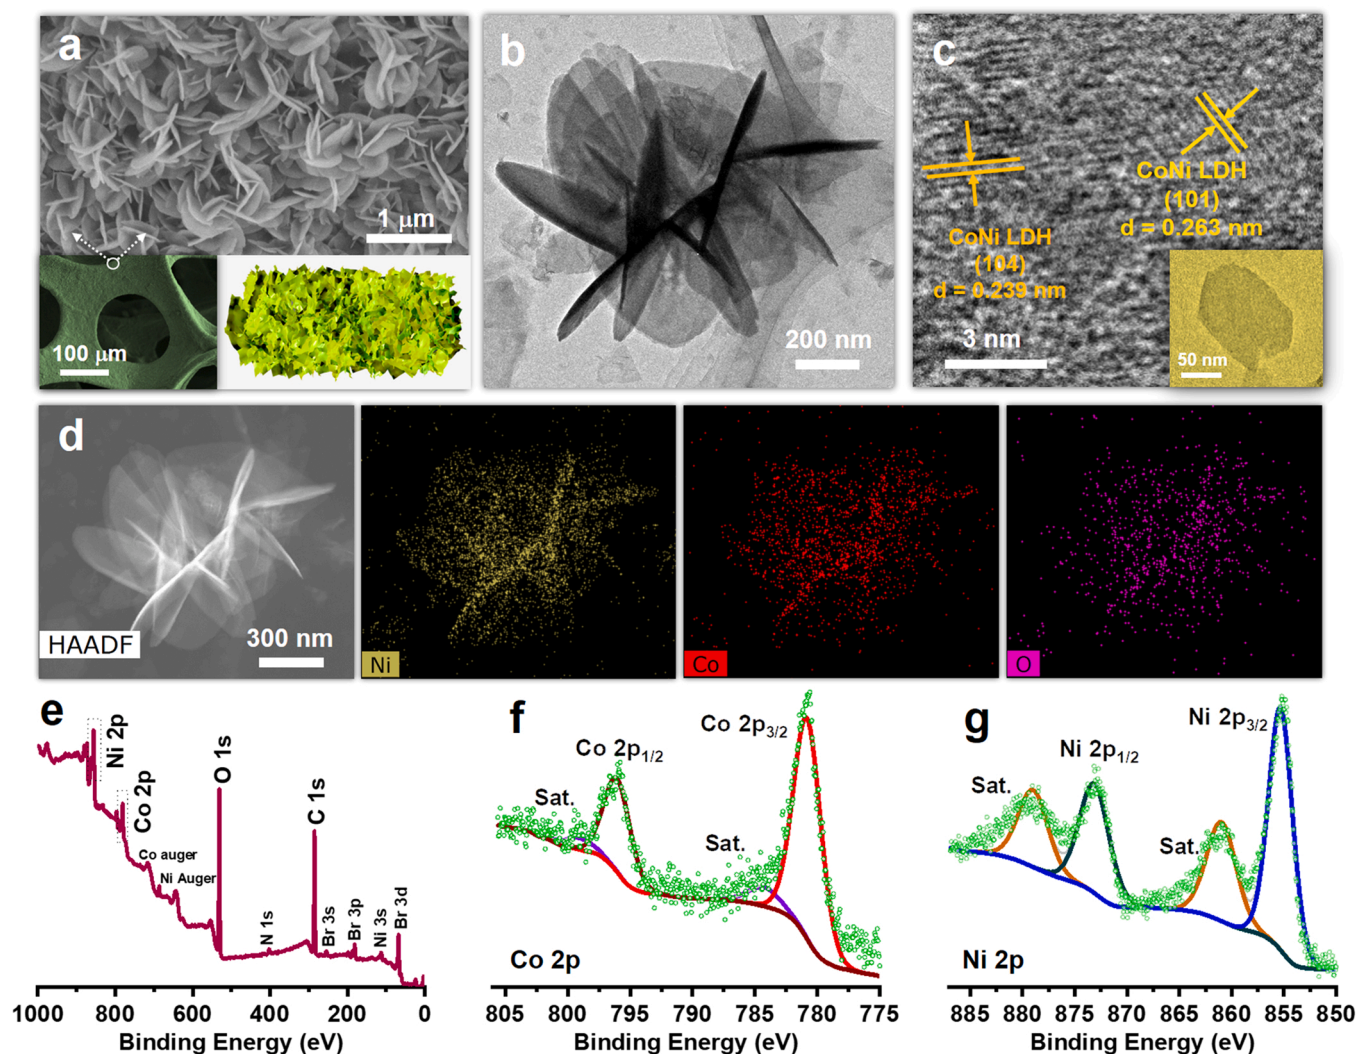 a
1 μm
100 μm
b
200 nm
c
CoNi LDH
(101)
d = 0.263 nm
CoNi LDH
(104)
d = 0.239 nm
3 nm
50 nm
d
HAADF
300 nm
Ni
Co
O
e
Ni 2p
Co 2p
Co auger
Ni Auger
O 1s
N 1s
C 1s
Br 3s
Br 3p
Ni 3s
Br 3d
1000 800 600 400 200 0
Binding Energy (eV)
f
Co 2p3/2
Co 2p1/2
Sat.
Sat.
Co 2p
805 800 795 790 785 780 775
Binding Energy (eV)
g
Ni 2p3/2
Ni 2p1/2
Sat.
Sat.
Ni 2p
885 880 875 870 865 860 855 850
Binding Energy (eV)